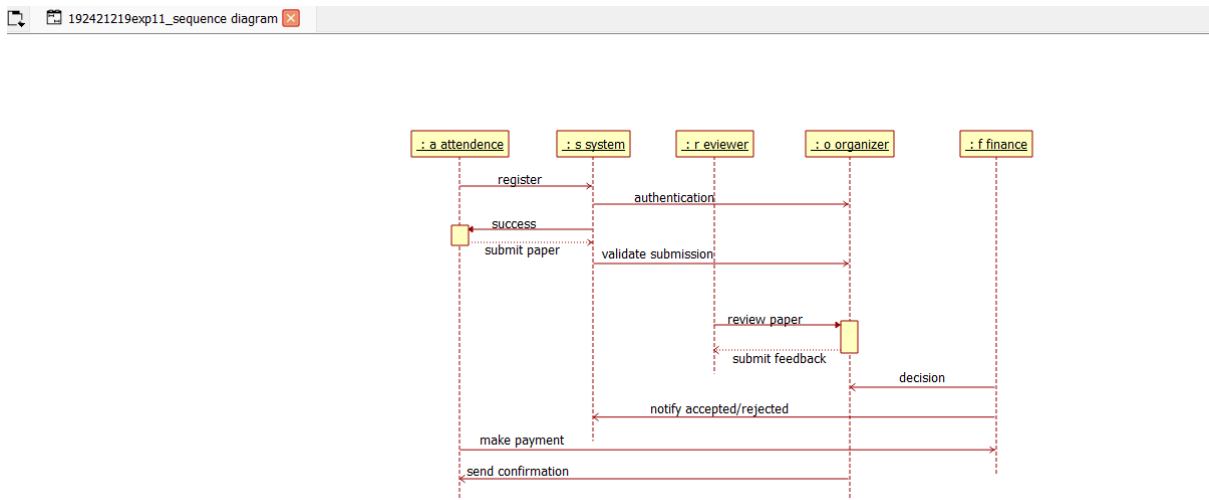 192421219exp11_sequence diagram
: a attendence
: s system
: r eviewer
: o organizer
: f finance
register
authentication
success
submit paper
validate submission
review paper
submit feedback
decision
notify accepted/rejected
make payment
send confirmation